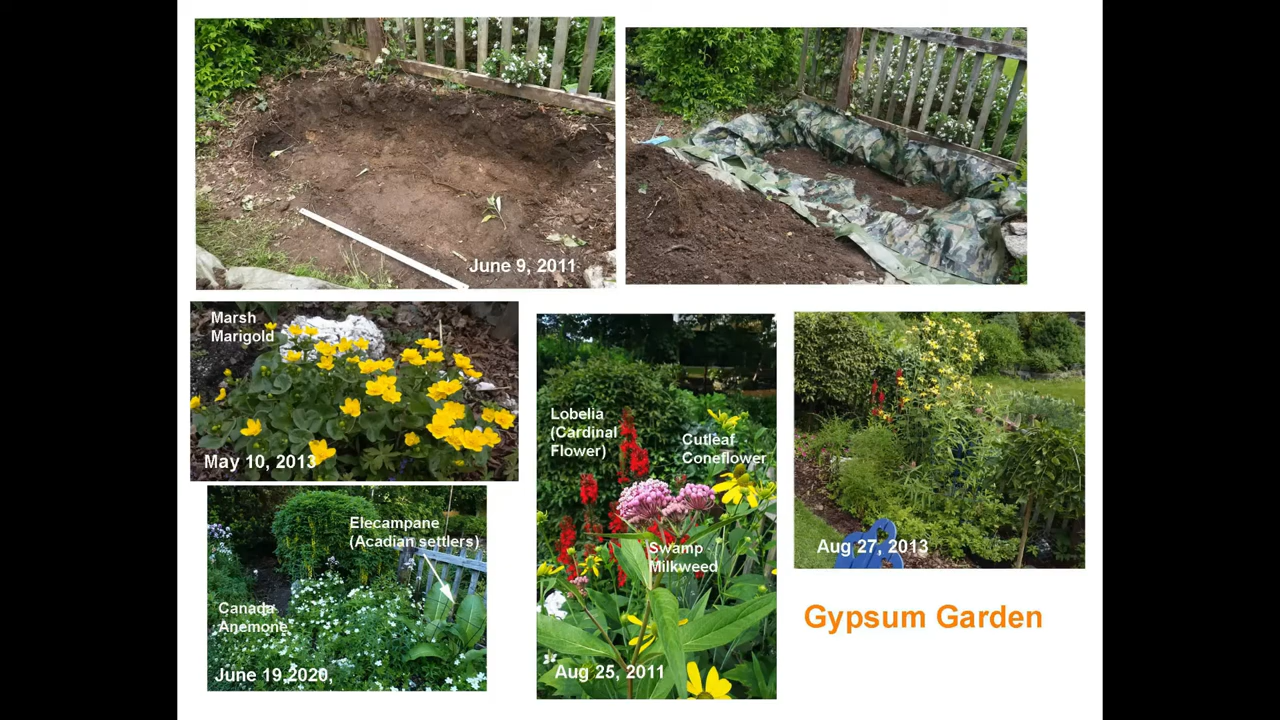 June 9, 2011
Marsh
Marigold
May 10, 2013
Elecampane
(Acadian settlers)
Canada
Anemone
June 19,2020,
Lobelia
(Cardinal
Flower)
Cutleaf
Coneflower
Swamp
Milkweed
Aug 25, 2011
Aug 27, 2013
Gypsum Garden